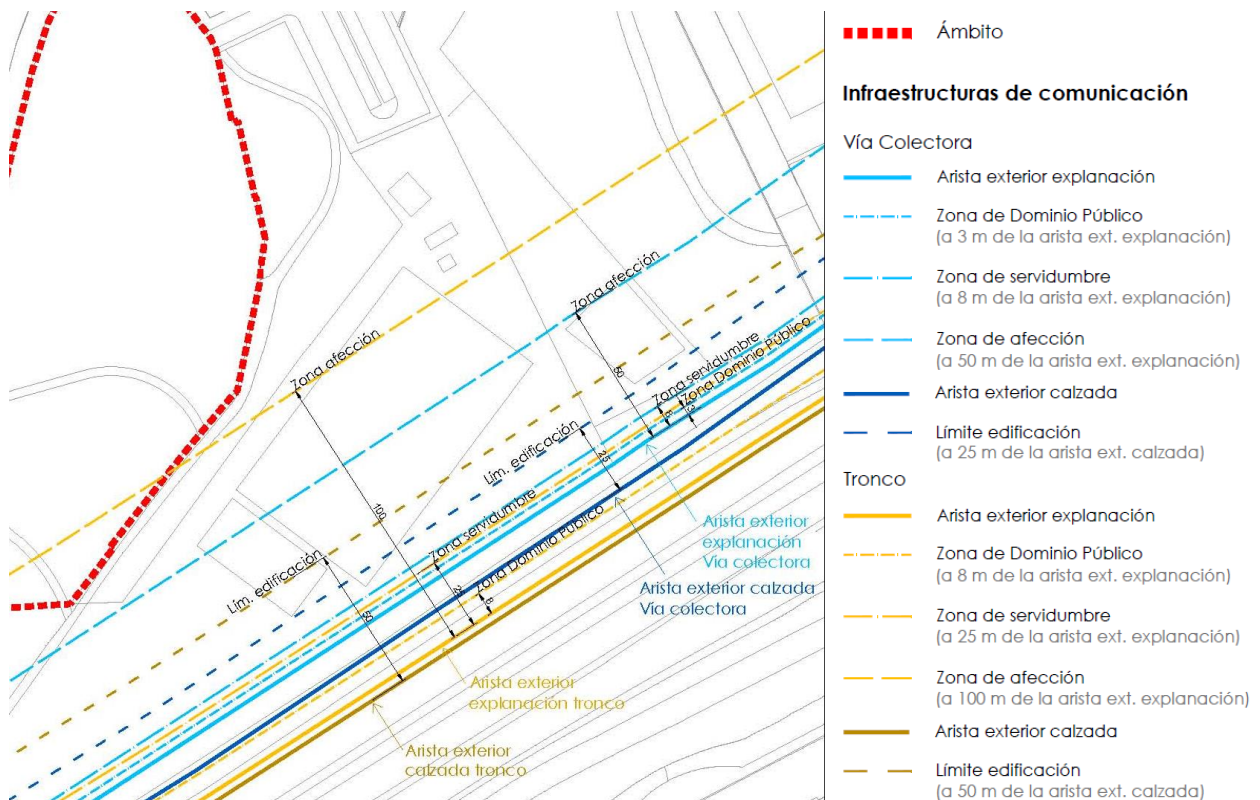 Zona afección
Zona afección
50
Zona servidumbre
Zona Dominio Público
8
3
Lím. edificación
25
100
Zona servidumbre
Zona Dominio Público
25
8
Lím. edificación
50
Arista exterior
explanación
Vía colectora
Arista exterior calzada
Vía colectora
Arista exterior
explanación tronco
Arista exterior
calzada tronco
Ámbito
Infraestructuras de comunicación
Vía Colectora
Arista exterior explanación
Zona de Dominio Público
(a 3 m de la arista ext. explanación)
Zona de servidumbre
(a 8 m de la arista ext. explanación)
Zona de afección
(a 50 m de la arista ext. explanación)
Arista exterior calzada
Límite edificación
(a 25 m de la arista ext. calzada)
Tronco
Arista exterior explanación
Zona de Dominio Público
(a 8 m de la arista ext. explanación)
Zona de servidumbre
(a 25 m de la arista ext. explanación)
Zona de afección
(a 100 m de la arista ext. explanación)
Arista exterior calzada
Límite edificación
(a 50 m de la arista ext. calzada)